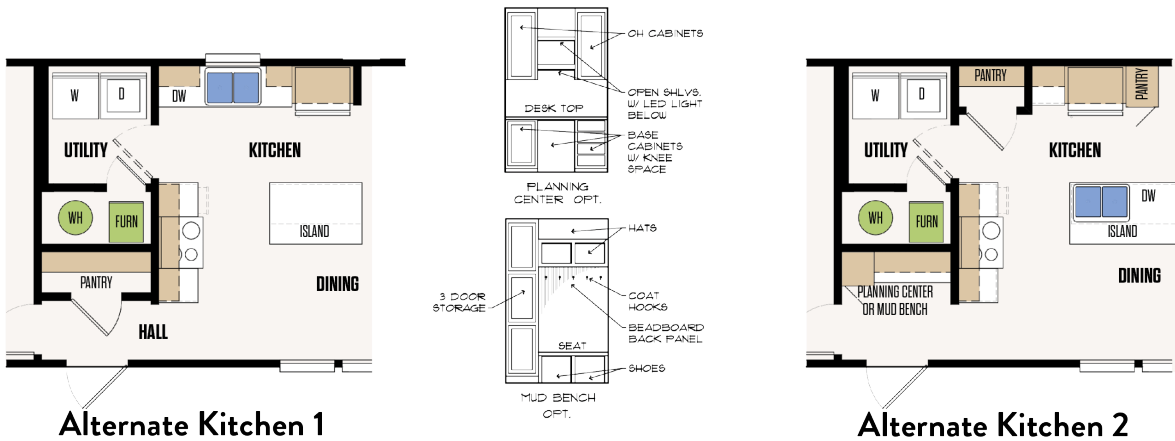 W
D
DW
UTILITY
KITCHEN
WH
FURN
ISLAND
PANTRY
DINING
HALL
Alternate Kitchen 1
OH CABINETS
OPEN SHLVS.
W/ LED LIGHT
BELOW
DESK TOP
BASE
CABINETS
W/ KNEE
SPACE
PLANNING
CENTER OPT.
HATS
3 DOOR
STORAGE
COAT
HOOKS
BEADBOARD
BACK PANEL
SEAT
SHOES
MUD BENCH
OPT.
PANTRY
PANTRY
W
D
UTILITY
KITCHEN
DW
WH
FURN
ISLAND
DINING
PLANNING CENTER
OR MUD BENCH
Alternate Kitchen 2